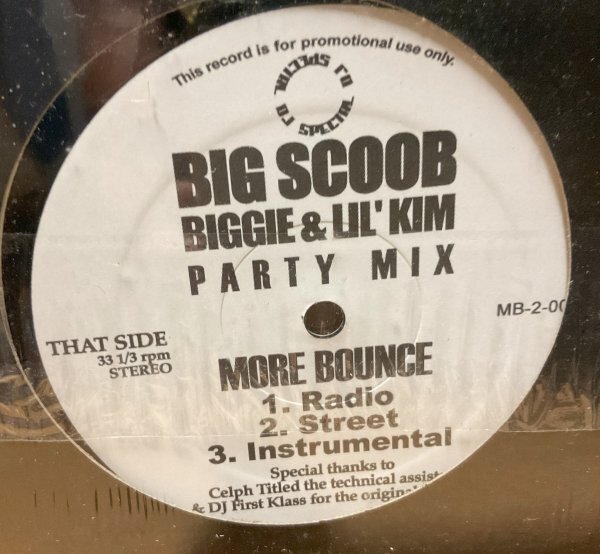 This record is for promotional use only.
DJ SPECIAL
DJ SPECIAL
BIG SCOOB
BIGGIE & LIL' KIM
PARTY MIX
THAT SIDE
33 1/3 rpm
STEREO
MB-2-00
MORE BOUNCE
1. Radio
2. Street
3. Instrumental
Special thanks to
Celph Titled the technical
& DJ First Klass for the